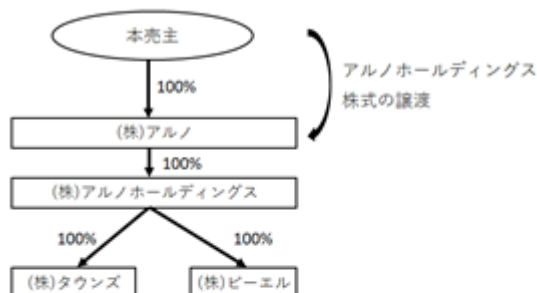 本売主
100%
アルノホールディングス
株式の譲渡
(株)アルノ
100%
(株)アルノホールディングス
100%
100%
(株)タウンズ
(株)ビーエル